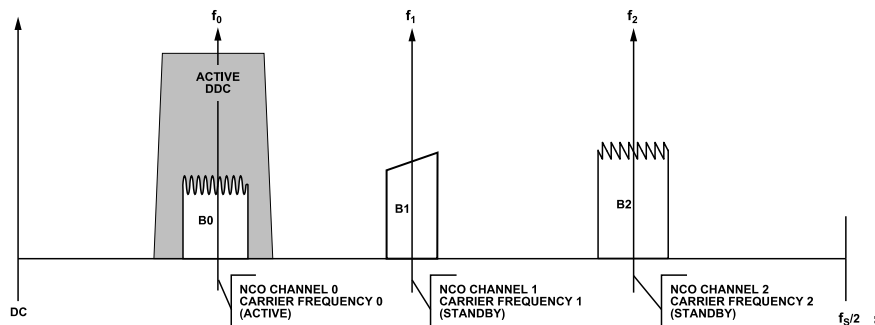 f0
f1
f2
ACTIVE
DDC
B0
B1
B2
NCO CHANNEL 0
CARRIER FREQUENCY 0
(ACTIVE)
NCO CHANNEL 1
CARRIER FREQUENCY 1
(STANDBY)
NCO CHANNEL 2
CARRIER FREQUENCY 2
(STANDBY)
DC
fS/2